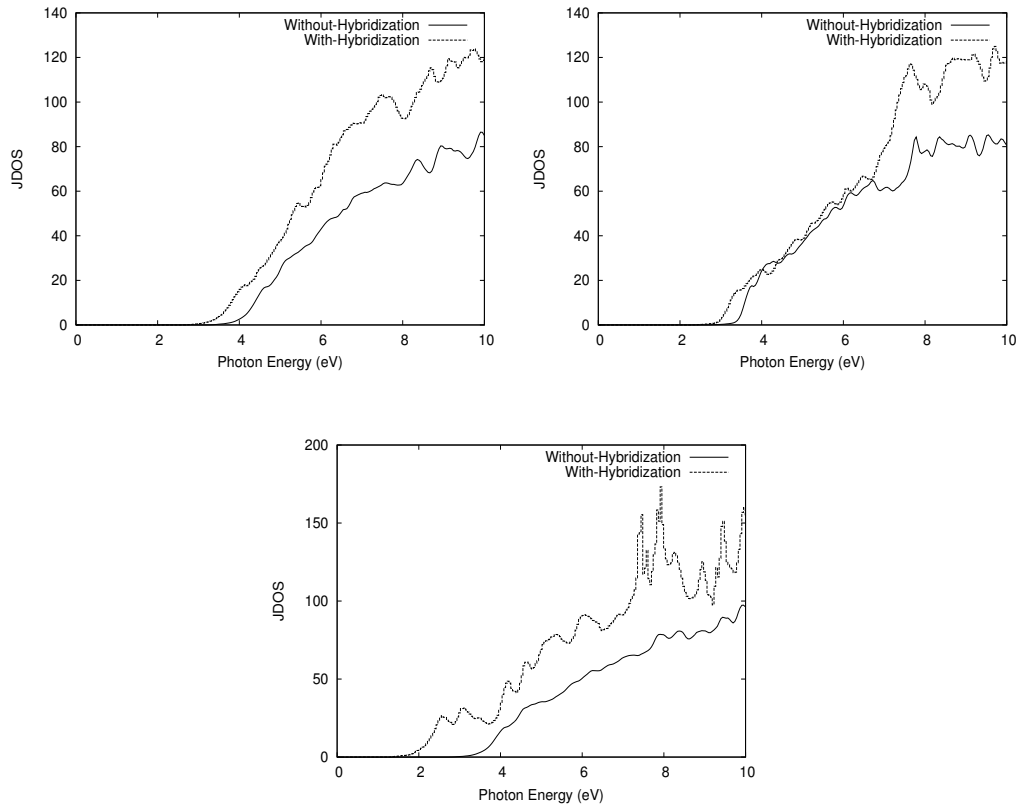 140
120
100
80
60
40
20
0
JDOS
Without-Hybridization
With-Hybridization
0 2 4 6 8 10
Photon Energy (eV)
140
120
100
80
60
40
20
0
JDOS
Without-Hybridization
With-Hybridization
0 2 4 6 8 10
Photon Energy (eV)
200
150
100
50
0
JDOS
Without-Hybridization
With-Hybridization
0 2 4 6 8 10
Photon Energy (eV)